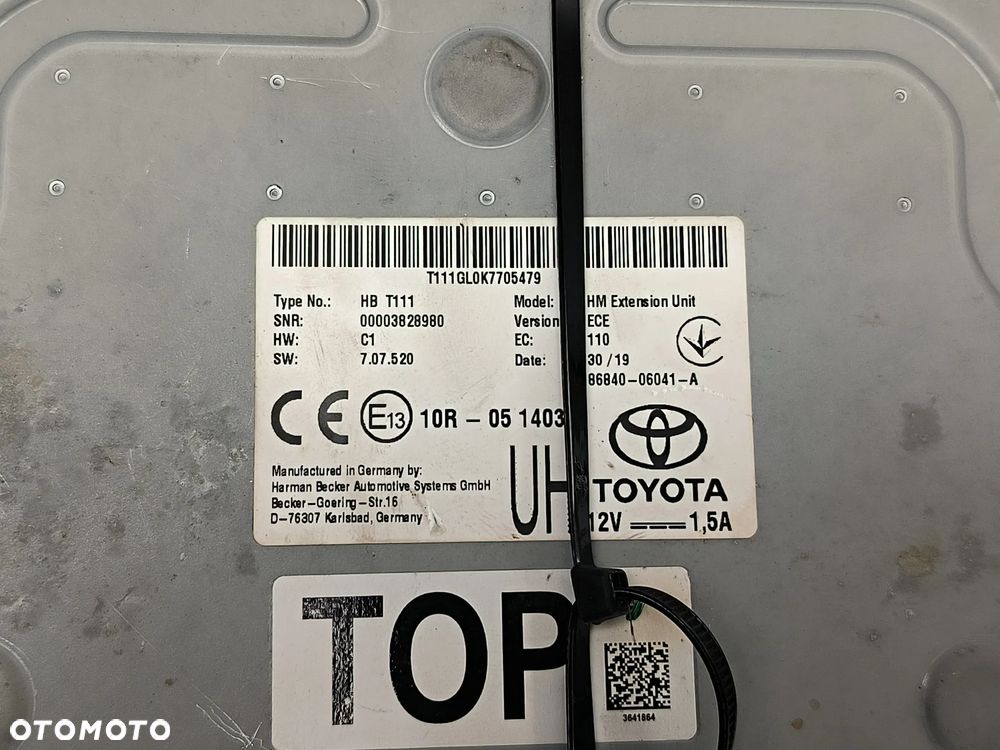 T111GL0K7705479
Type No.: HB T111 Model: HM Extension Unit
SNR: 00003828980 Version ECE
HW: C1 EC: 110
SW: 7.07.520 Date: 30/19
86840-06041-A
CE E13 10R - 05 1403
Manufactured in Germany by:
Harman Becker Automotive Systems GmbH
Becker-Goering-Str.16
D-76307 Karlsbad, Germany
UH
TOYOTA
12V 1,5A
TOP
3641864
OTOMOTO